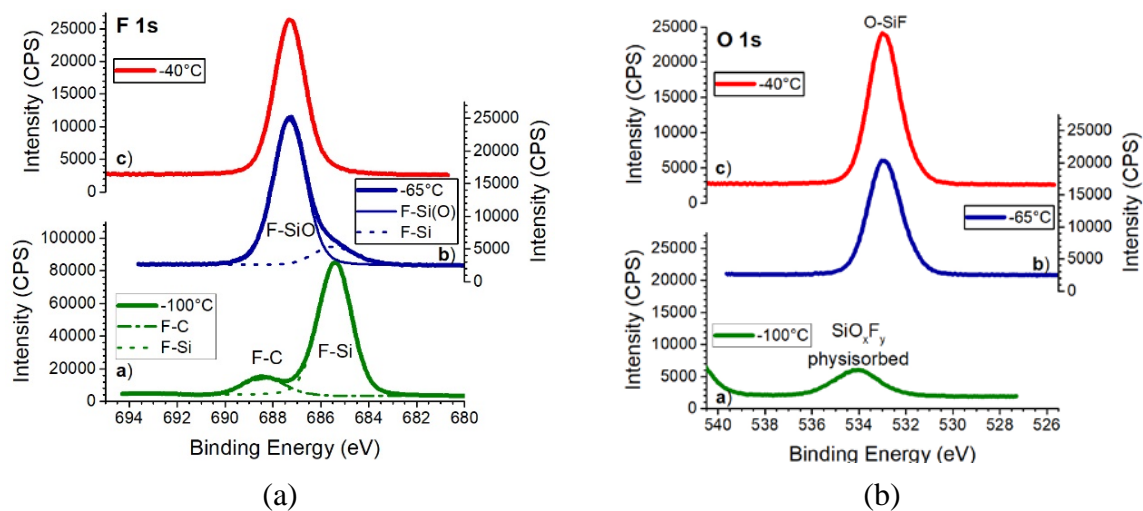 F 1s
25000
20000
15000
10000
5000
0
Intensity (CPS)
-40°C
c)
25000
20000
15000
10000
5000
0
Intensity (CPS)
-65°C
F-Si(O)
F-Si
F-SiO
b)
100000
80000
60000
40000
20000
0
Intensity (CPS)
-100°C
F-C
F-Si
F-C
F-Si
a)
694 692 690 688 686 684 682 680
Binding Energy (eV)
(a)
O 1s
O-SiF
25000
20000
15000
10000
5000
0
Intensity (CPS)
-40°C
c)
25000
20000
15000
10000
5000
0
Intensity (CPS)
-65°C
b)
25000
20000
15000
10000
5000
0
Intensity (CPS)
-100°C
SiOxFy
physisorbed
a)
540 538 536 534 532 530 528 526
Binding Energy (eV)
(b)